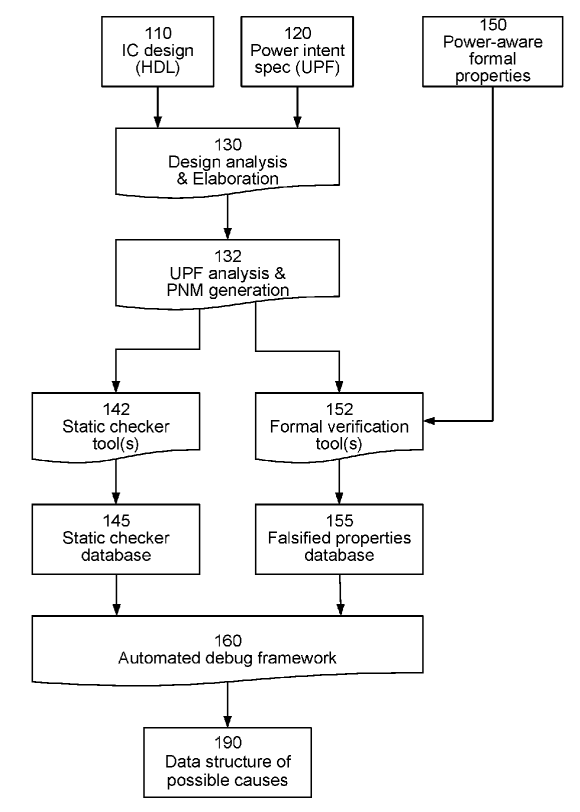 110
IC design
(HDL)
120
Power intent
spec (UPF)
150
Power-aware
formal
properties
130
Design analysis
& Elaboration
132
UPF analysis &
PNM generation
142
Static checker
tool(s)
152
Formal verification
tool(s)
145
Static checker
database
155
Falsified properties
database
160
Automated debug framework
190
Data structure of
possible causes